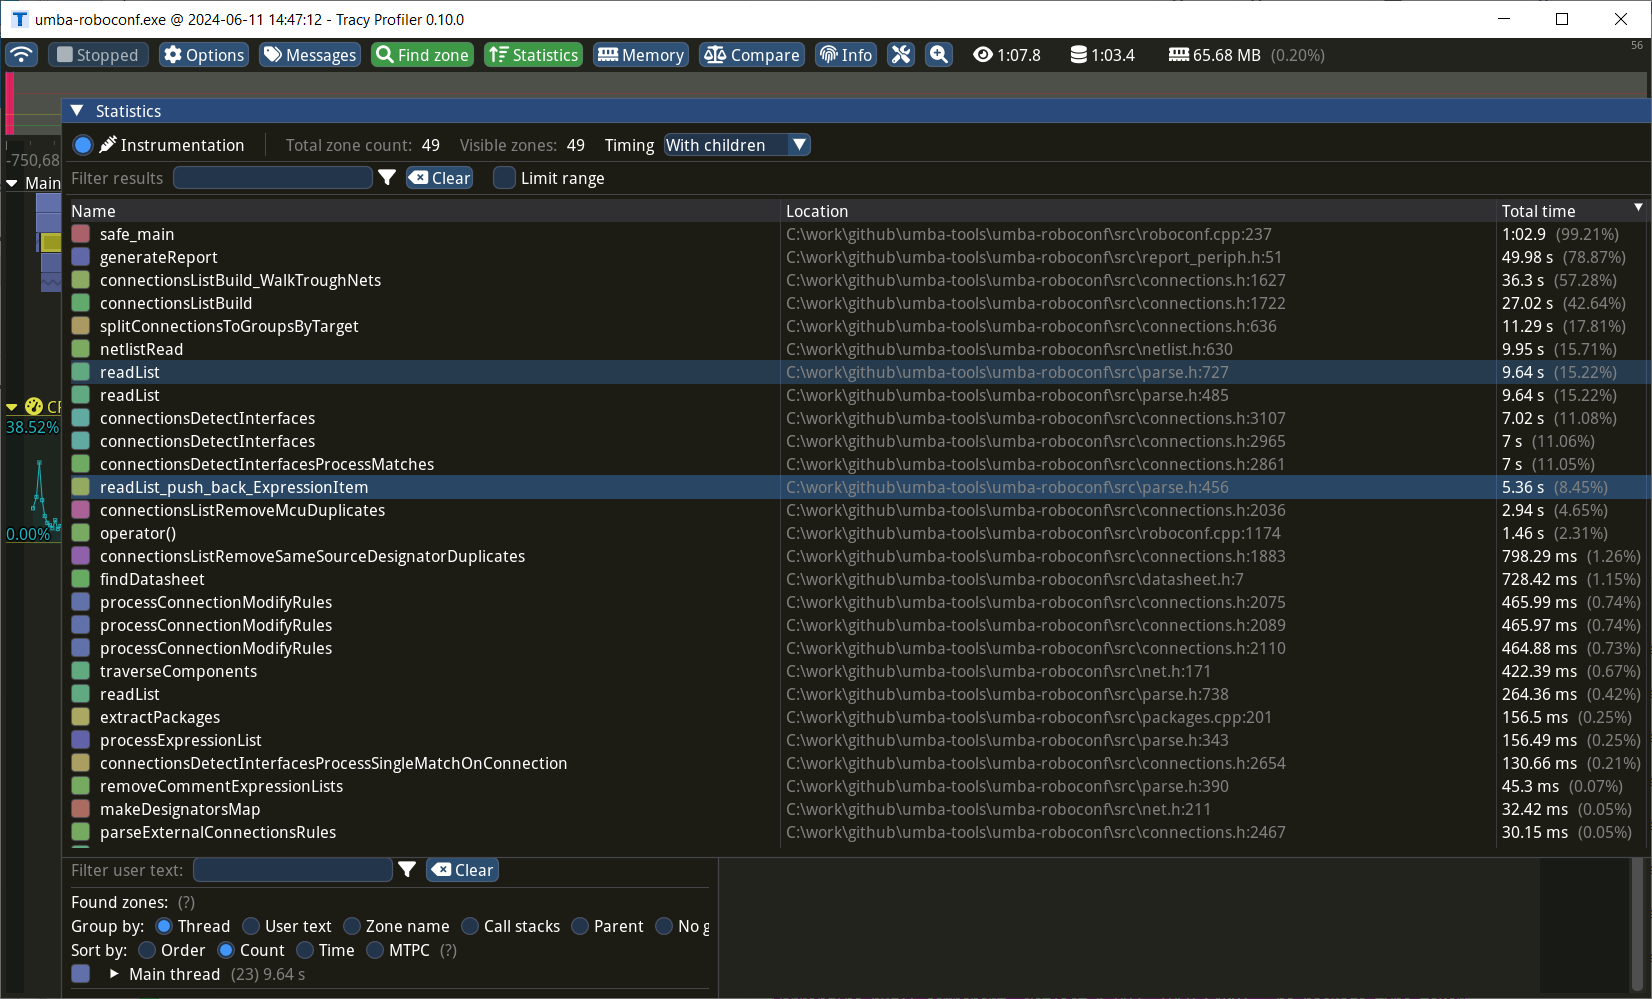 umba-roboconf.exe @ 2024-06-11 14:47:12 - Tracy Profiler 0.10.0
Stopped Options Messages Find zone Statistics Memory Compare Info 1:07.8 1:03.4 65.68 MB (0.20%) 56
Statistics
Instrumentation Total zone count: 49 Visible zones: 49 Timing With children
-750,68
Filter results Clear Limit range
Main
Name Location Total time
safe_main C:\work\github\umba-tools\umba-roboconf\src\roboconf.cpp:237 1:02.9 (99.21%)
generateReport C:\work\github\umba-tools\umba-roboconf\src\report_periph.h:51 49.98 s (78.87%)
connectionsListBuild_WalkTroughNets C:\work\github\umba-tools\umba-roboconf\src\connections.h:1627 36.3 s (57.28%)
connectionsListBuild C:\work\github\umba-tools\umba-roboconf\src\connections.h:1722 27.02 s (42.64%)
splitConnectionsToGroupsByTarget C:\work\github\umba-tools\umba-roboconf\src\connections.h:636 11.29 s (17.81%)
netlistRead C:\work\github\umba-tools\umba-roboconf\src\netlist.h:630 9.95 s (15.71%)
readList C:\work\github\umba-tools\umba-roboconf\src\parse.h:727 9.64 s (15.22%)
readList C:\work\github\umba-tools\umba-roboconf\src\parse.h:485 9.64 s (15.22%)
connectionsDetectInterfaces C:\work\github\umba-tools\umba-roboconf\src\connections.h:3107 7.02 s (11.08%)
connectionsDetectInterfaces C:\work\github\umba-tools\umba-roboconf\src\connections.h:2965 7 s (11.06%)
connectionsDetectInterfacesProcessMatches C:\work\github\umba-tools\umba-roboconf\src\connections.h:2861 7 s (11.05%)
readList_push_back_ExpressionItem C:\work\github\umba-tools\umba-roboconf\src\parse.h:456 5.36 s (8.45%)
connectionsListRemoveMcuDuplicates C:\work\github\umba-tools\umba-roboconf\src\connections.h:2036 2.94 s (4.65%)
operator() C:\work\github\umba-tools\umba-roboconf\src\roboconf.cpp:1174 1.46 s (2.31%)
connectionsListRemoveSameSourceDesignatorDuplicates C:\work\github\umba-tools\umba-roboconf\src\connections.h:1883 798.29 ms (1.26%)
findDatasheet C:\work\github\umba-tools\umba-roboconf\src\datasheet.h:7 728.42 ms (1.15%)
processConnectionModifyRules C:\work\github\umba-tools\umba-roboconf\src\connections.h:2075 465.99 ms (0.74%)
processConnectionModifyRules C:\work\github\umba-tools\umba-roboconf\src\connections.h:2089 465.97 ms (0.74%)
processConnectionModifyRules C:\work\github\umba-tools\umba-roboconf\src\connections.h:2110 464.88 ms (0.73%)
traverseComponents C:\work\github\umba-tools\umba-roboconf\src\net.h:171 422.39 ms (0.67%)
readList C:\work\github\umba-tools\umba-roboconf\src\parse.h:738 264.36 ms (0.42%)
extractPackages C:\work\github\umba-tools\umba-roboconf\src\packages.cpp:201 156.5 ms (0.25%)
processExpressionList C:\work\github\umba-tools\umba-roboconf\src\parse.h:343 156.49 ms (0.25%)
connectionsDetectInterfacesProcessSingleMatchOnConnection C:\work\github\umba-tools\umba-roboconf\src\connections.h:2654 130.66 ms (0.21%)
removeCommentExpressionLists C:\work\github\umba-tools\umba-roboconf\src\parse.h:390 45.3 ms (0.07%)
makeDesignatorsMap C:\work\github\umba-tools\umba-roboconf\src\net.h:211 32.42 ms (0.05%)
parseExternalConnectionsRules C:\work\github\umba-tools\umba-roboconf\src\connections.h:2467 30.15 ms (0.05%)
38.52%
0.00%
Filter user text: Clear
Found zones: (?)
Group by: Thread User text Zone name Call stacks Parent No g
Sort by: Order Count Time MTPC (?)
Main thread (23) 9.64 s